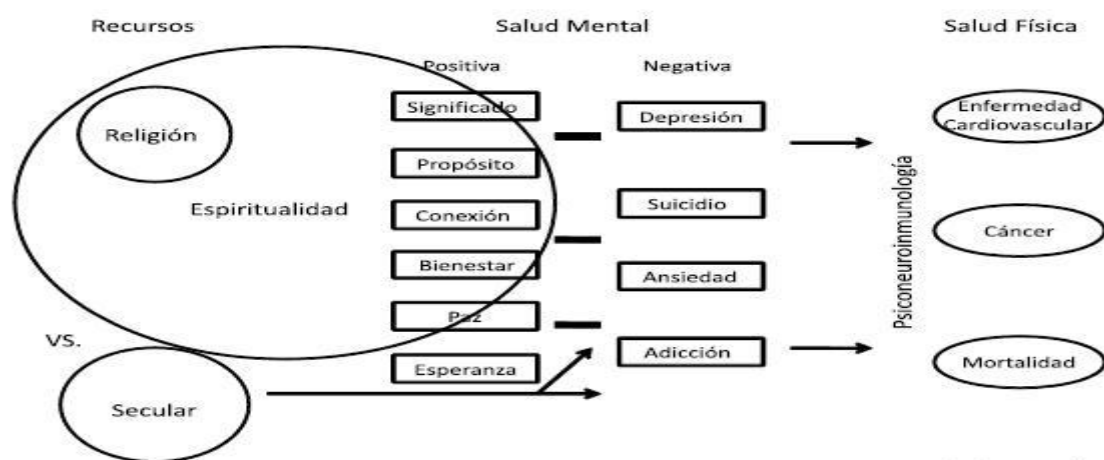 Recursos
Salud Mental
Salud Física
Positiva
Negativa
Significado
Depresión
Enfermedad
Cardiovascular
Religión
Propósito
Espiritualidad
Conexión
Suicidio
Psiconeuroinmunología
Cáncer
Bienestar
Ansiedad
Paz
VS.
Esperanza
Adicción
Mortalidad
Secular